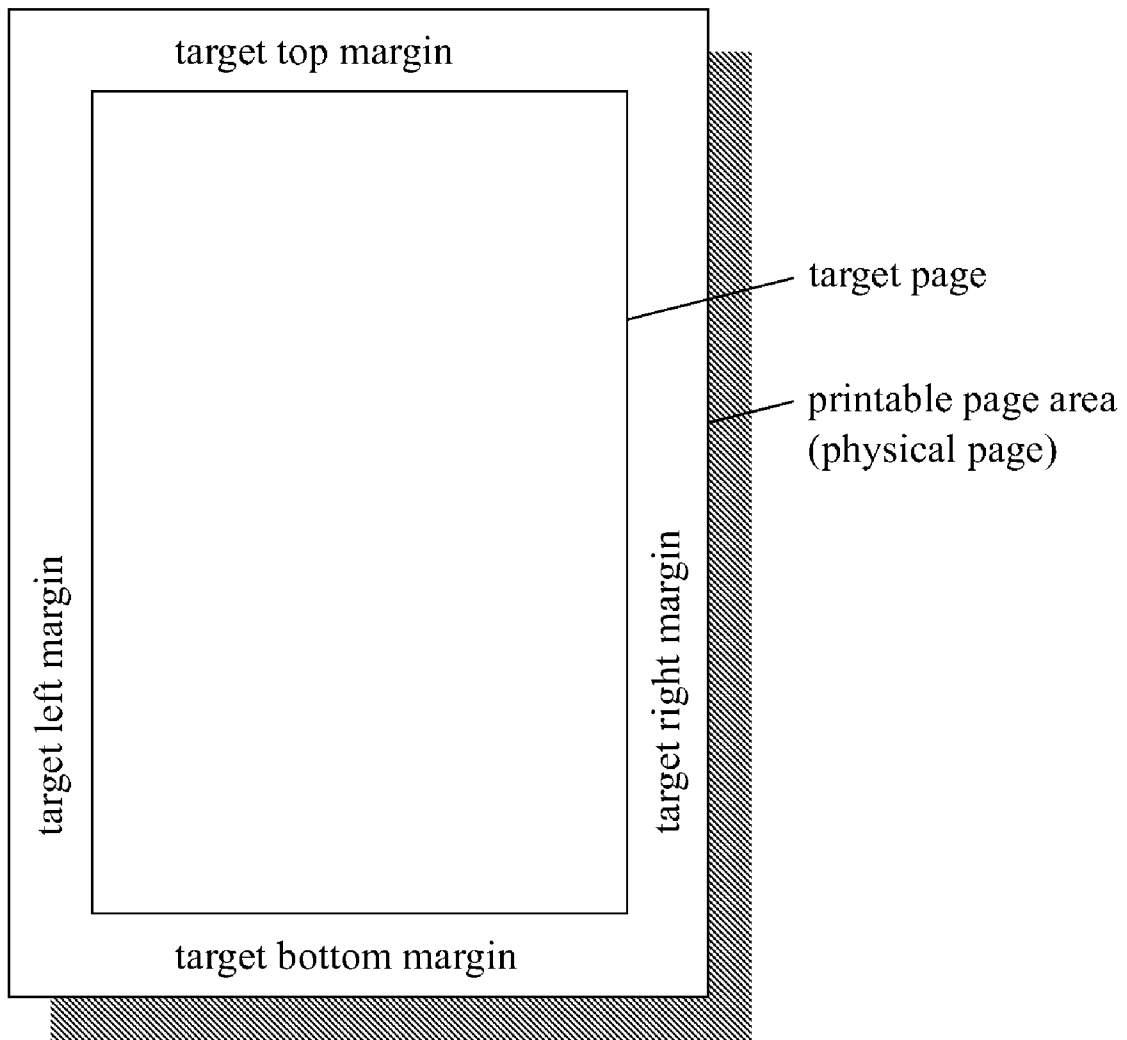 target top margin
target page
printable page area
(physical page)
target left margin
target right margin
target bottom margin